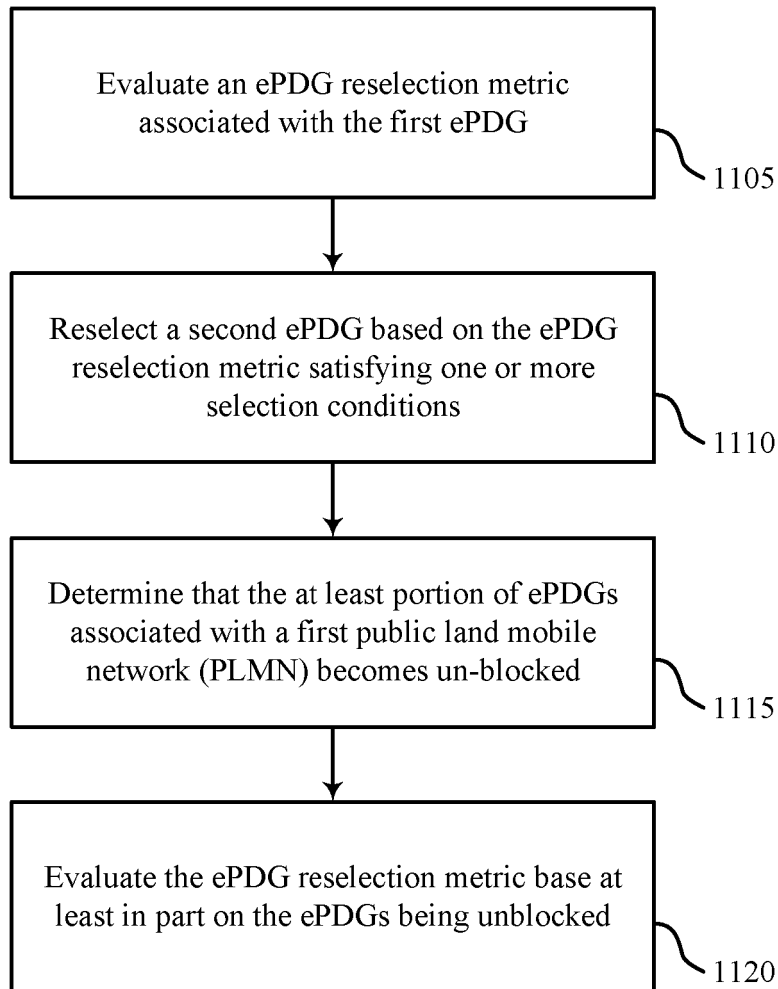 Evaluate an ePDG reselection metric
associated with the first ePDG
1105
Reselect a second ePDG based on the ePDG
reselection metric satisfying one or more
selection conditions
1110
Determine that the at least portion of ePDGs
associated with a first public land mobile
network (PLMN) becomes un-blocked
1115
Evaluate the ePDG reselection metric base at
least in part on the ePDGs being unblocked
1120